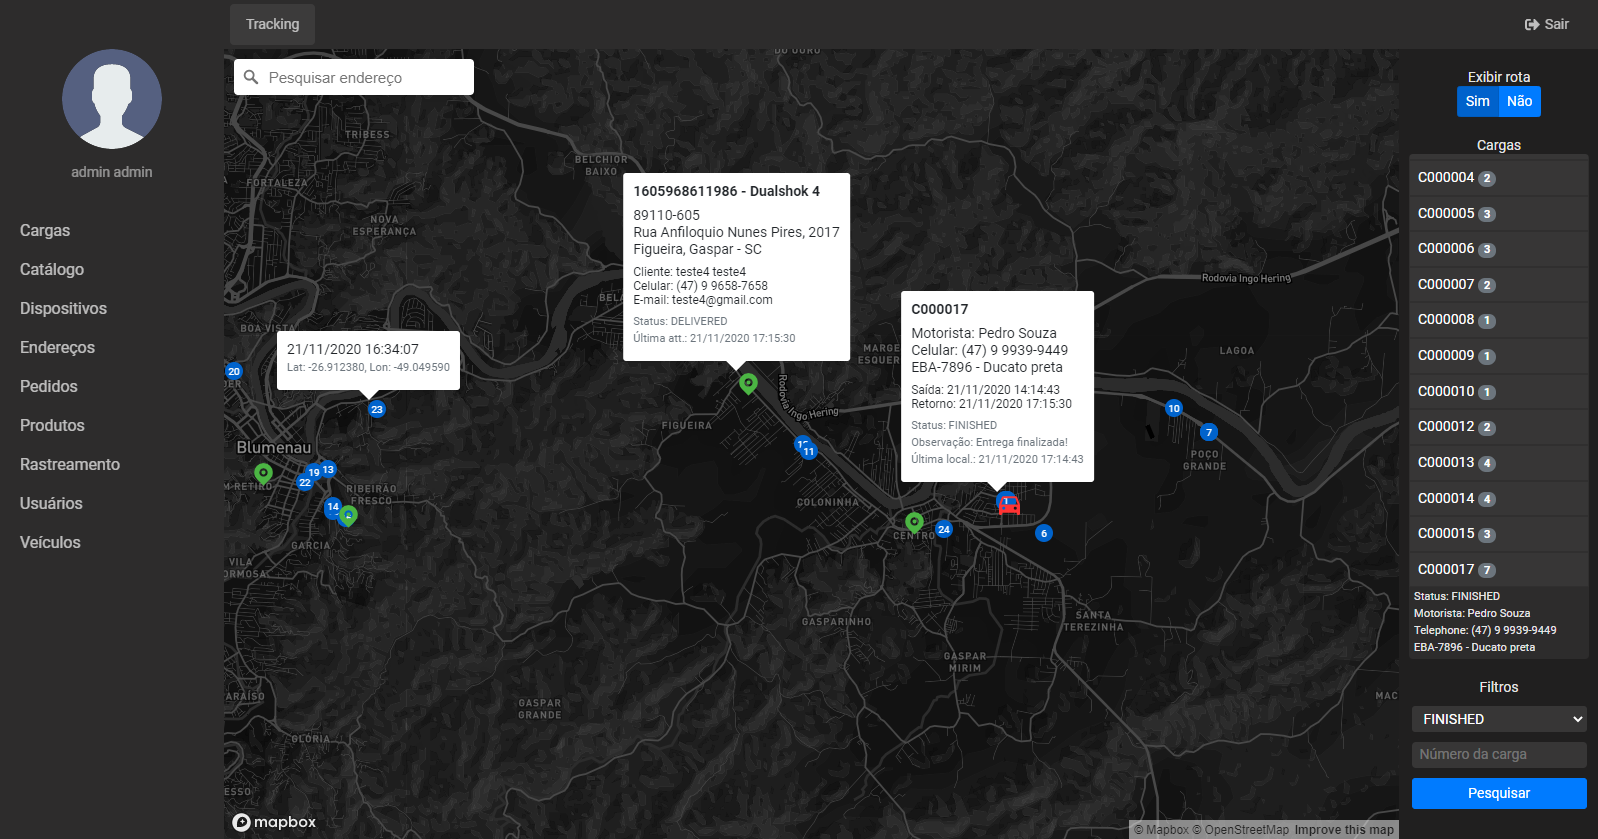 Tracking
Sair
admin admin
Cargas
Catálogo
Dispositivos
Endereços
Pedidos
Produtos
Rastreamento
Usuários
Veículos
Pesquisar endereço
DO OURO
TRIBESS
BELCHIOR
BAIXO
FORTALEZA
NOVA
ESPERANÇA
1605968611986 - Dualshok 4
89110-605
Rua Anfiloquio Nunes Pires, 2017
Figueira, Gaspar - SC
Cliente: teste4 teste4
Celular: (47) 9 9658-7658
E-mail: teste4@gmail.com
Status: DELIVERED
Última att.: 21/11/2020 17:15:30
Rodovia Ingo Hering
BOA VISTA
21/11/2020 16:34:07
Lat: -26.912380, Lon: -49.049590
C000017
Motorista: Pedro Souza
Celular: (47) 9 9939-9449
EBA-7896 - Ducato preta
Saída: 21/11/2020 14:14:43
Retorno: 21/11/2020 17:15:30
Status: FINISHED
Observação: Entrega finalizada!
Última local.: 21/11/2020 17:14:43
LAGOA
20
23
10
7
Rodovia Ingo Hering
FIGUEIRA
11
Blumenau
POÇO
GRANDE
19
13
22
RIBEIRÃO
FRESCO
14
COLONINHA
CENTRO
24
6
GARCIA
VILA
FORMOSA
GASPARINHO
SANTA
TEREZINHA
GASPAR
MIRIM
GASPAR
GRANDE
GLÓRIA
mapbox
© Mapbox © OpenStreetMap Improve this map
Exibir rota
Sim Não
Cargas
C000004 2
C000005 3
C000006 3
C000007 2
C000008 1
C000009 1
C000010 1
C000012 2
C000013 4
C000014 4
C000015 3
C000017 7
Status: FINISHED
Motorista: Pedro Souza
Telephone: (47) 9 9939-9449
EBA-7896 - Ducato preta
Filtros
FINISHED
Número da carga
Pesquisar